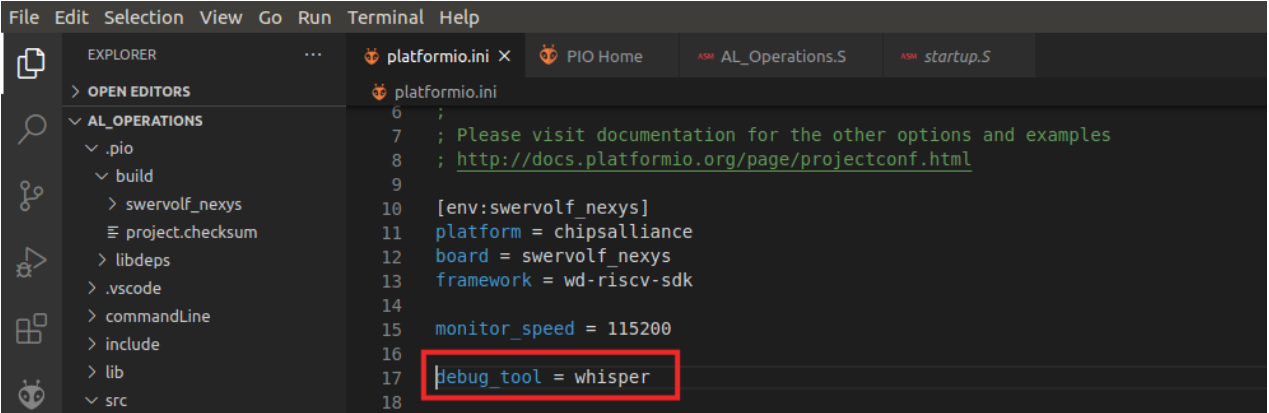 File Edit Selection View Go Run Terminal Help
EXPLORER ···
platformio.ini × PIO Home ASM AL_Operations.S ASM startup.S
OPEN EDITORS
platformio.ini
AL_OPERATIONS
.pio
build
swervolf_nexys
project.checksum
libdeps
.vscode
commandLine
include
lib
src
6 ;
7 ; Please visit documentation for the other options and examples
8 ; http://docs.platformio.org/page/projectconf.html
9
10 [env:swervolf_nexys]
11 platform = chipsalliance
12 board = swervolf_nexys
13 framework = wd-riscv-sdk
14
15 monitor_speed = 115200
16
17 debug_tool = whisper
18